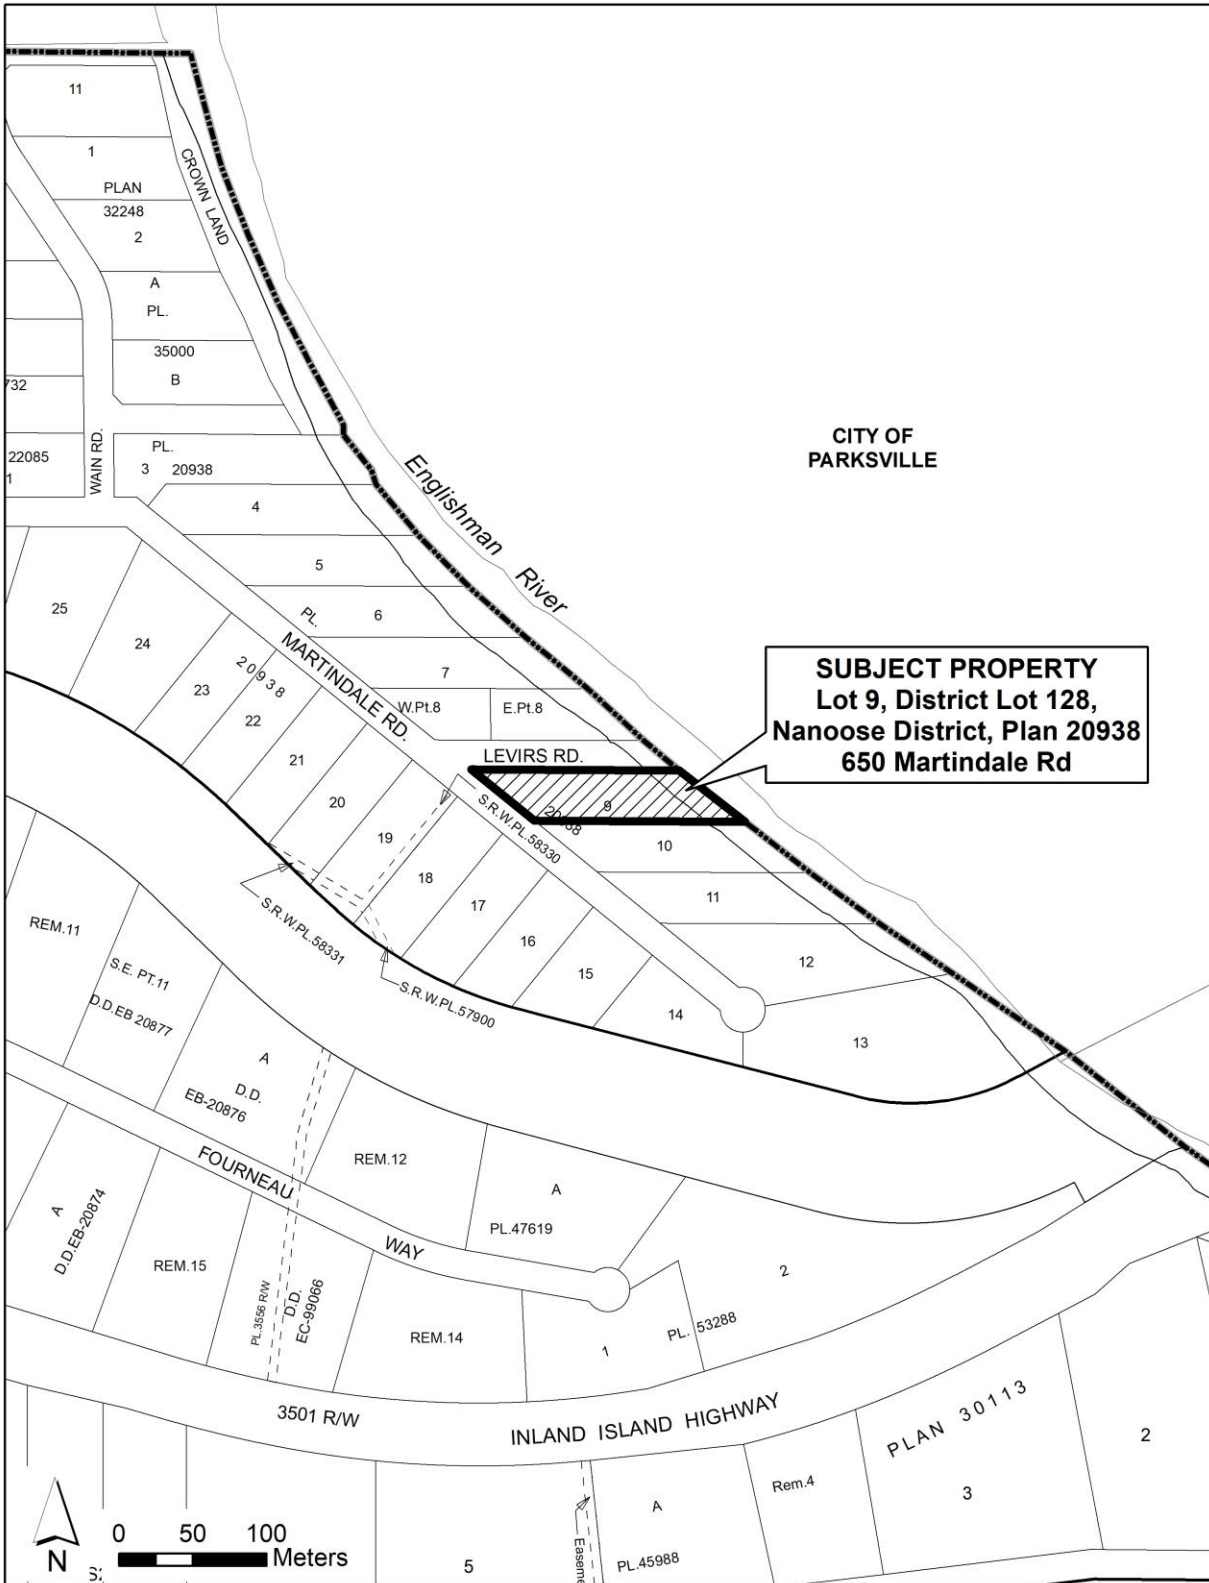 11
1
PLAN
32248
2
CROWN LAND
A
PL.
35000
B
732
22085
1
WAIN RD.
PL.
3 20938
4
5
6
PL.
7
W.Pt.8
E.Pt.8
CITY OF
PARKSVILLE
Englishman River
SUBJECT PROPERTY
Lot 9, District Lot 128,
Nanoose District, Plan 20938
650 Martindale Rd
MARTINDALE RD.
LEVIRS RD.
25
24
23
20938
22
21
20
19
18
17
16
15
14
S.R.W.PL.58330
20938
9
10
11
12
13
S.R.W.PL.58331
S.R.W.PL.57900
REM.11
S.E. PT.11
D.D.EB 20877
A
D.D.
EB-20876
FOURNEAU WAY
REM.12
A
PL.47619
A
D.D.EB-20874
REM.15
PL.3556 R/W
D.D.
EC-99066
REM.14
1
PL. 53288
2
3501 R/W
INLAND ISLAND HIGHWAY
PLAN 30113
2
3
Rem.4
A
PL.45988
5
0 50 100
Meters
N